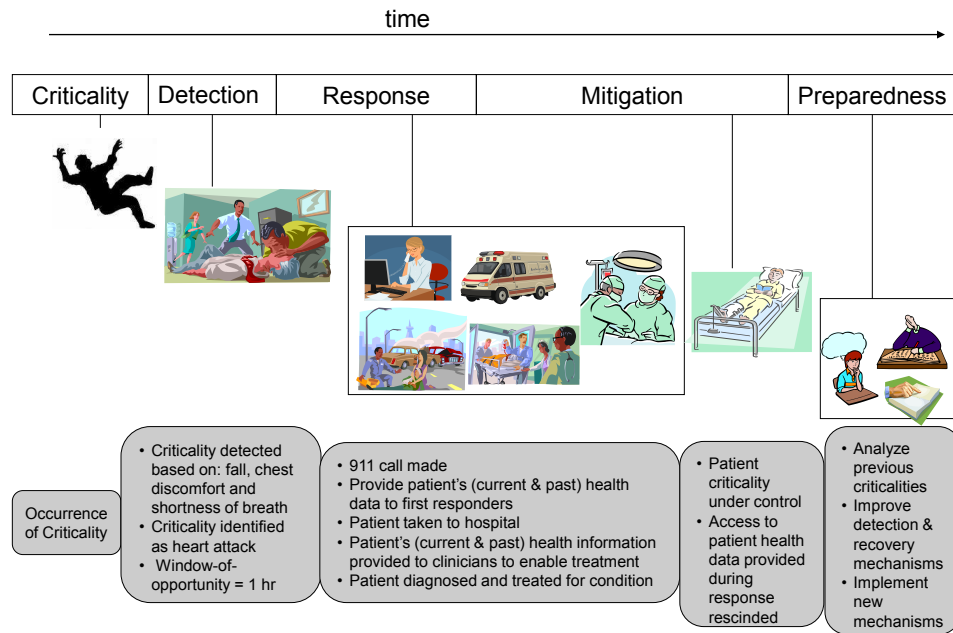 time
Criticality
Detection
Response
Mitigation
Preparedness
Occurrence
of Criticality
• Criticality detected
based on: fall, chest
discomfort and
shortness of breath
• Criticality identified
as heart attack
• Window-of-
opportunity = 1 hr
• 911 call made
• Provide patient's (current & past) health
data to first responders
• Patient taken to hospital
• Patient's (current & past) health information
provided to clinicians to enable treatment
• Patient diagnosed and treated for condition
• Patient
criticality
under control
• Access to
patient health
data provided
during
response
rescinded
• Analyze
previous
criticalities
• Improve
detection &
recovery
mechanisms
• Implement
new
mechanisms